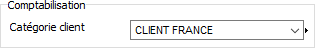 Comptabilisation
Catégorie client CLIENT FRANCE